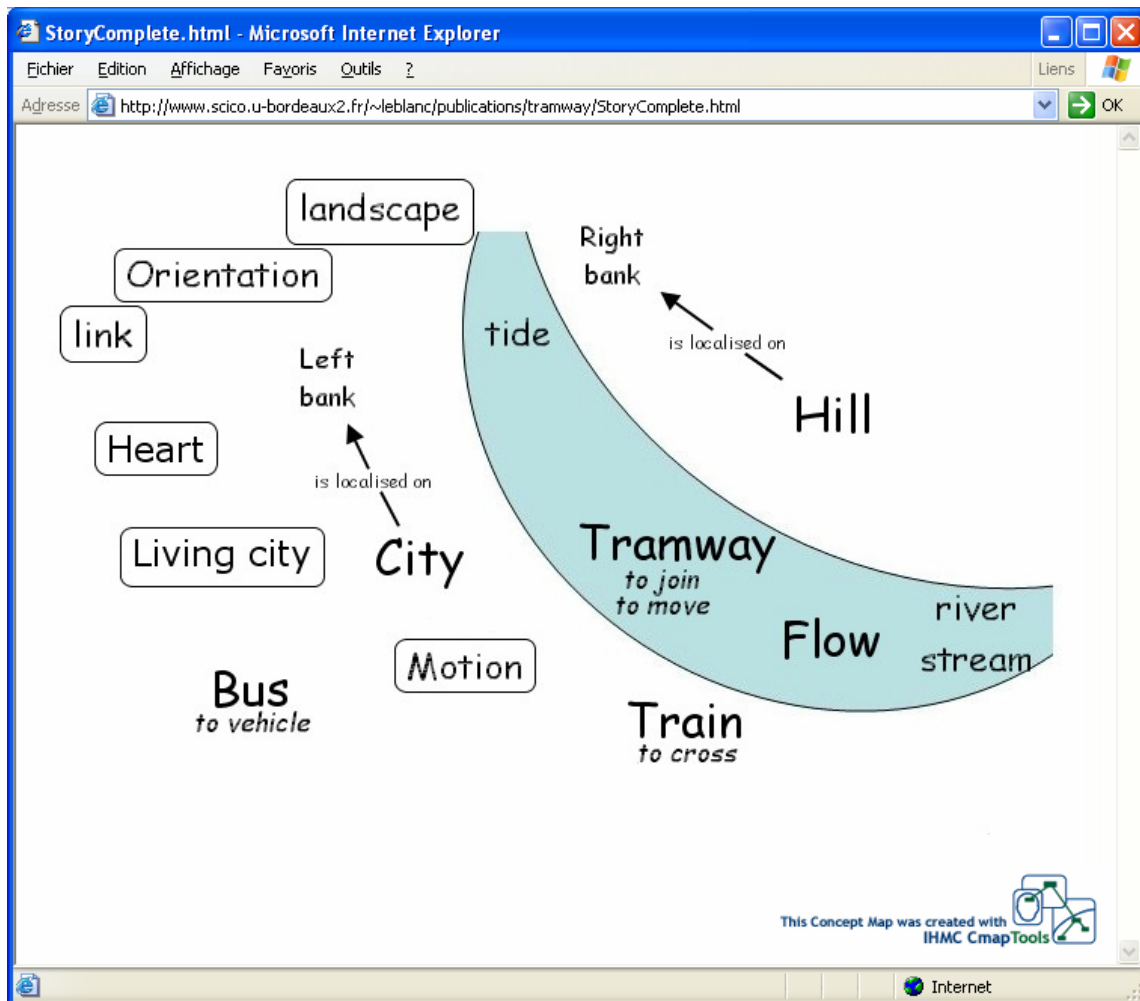 StoryComplete.html - Microsoft Internet Explorer
Fichier Edition Affichage Favoris Outils ? Liens
Adresse http://www.scico.u-bordeaux2.fr/~leblanc/publications/tramway/StoryComplete.html OK
landscape
Right
bank
Orientation
link
tide
is localised on
Left
bank
Hill
Heart
is localised on
Living city
City
Tramway
to join
to move
river
Flow
stream
Motion
Bus
to vehicle
Train
to cross
This Concept Map was created with
IHMC CmapTools
Internet